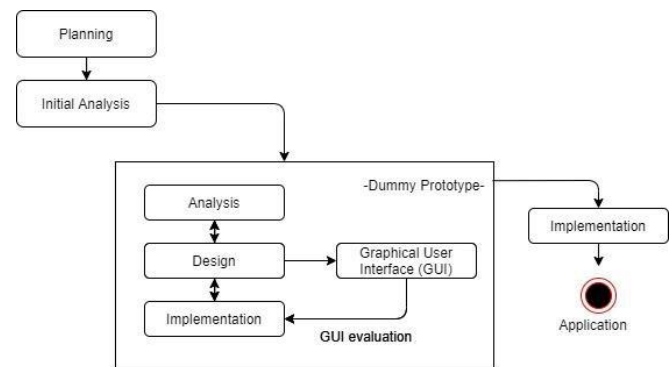 Planning
Initial Analysis
-Dummy Prototype-
Analysis
Design
Graphical User
Interface (GUI)
Implementation
GUI evaluation
Implementation
Application